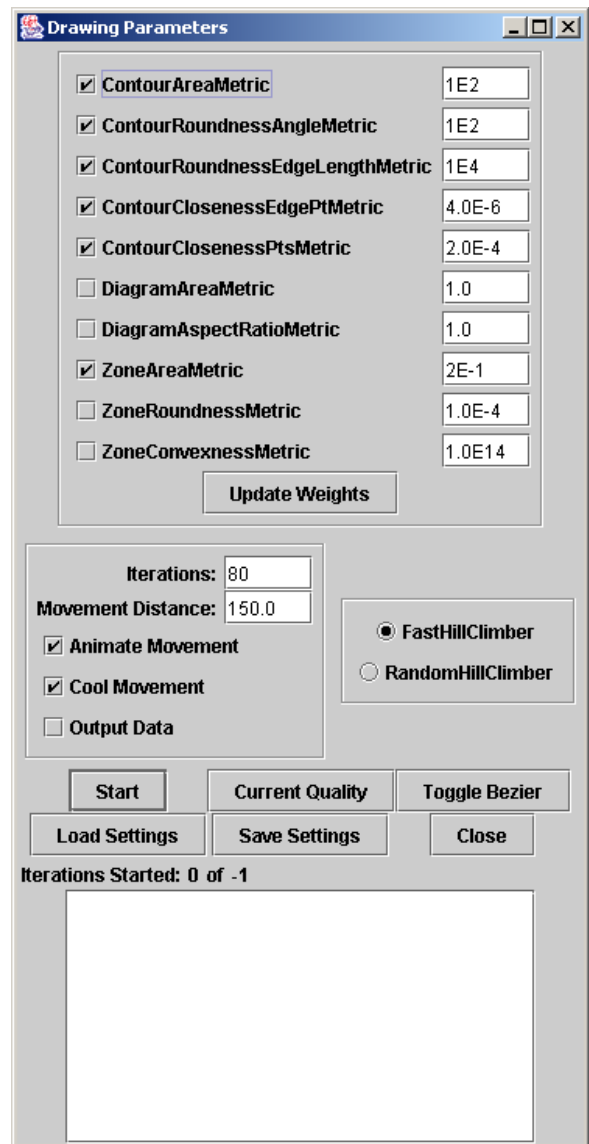 Drawing Parameters
ContourAreaMetric 1E2
ContourRoundnessAngleMetric 1E2
ContourRoundnessEdgeLengthMetric 1E4
ContourClosenessEdgePtMetric 4.0E-6
ContourClosenessPtsMetric 2.0E-4
DiagramAreaMetric 1.0
DiagramAspectRatioMetric 1.0
ZoneAreaMetric 2E-1
ZoneRoundnessMetric 1.0E-4
ZoneConvexnessMetric 1.0E14
Update Weights
Iterations: 80
Movement Distance: 150.0
Animate Movement
Cool Movement
Output Data
FastHillClimber
RandomHillClimber
Start Current Quality Toggle Bezier
Load Settings Save Settings Close
Iterations Started: 0 of -1